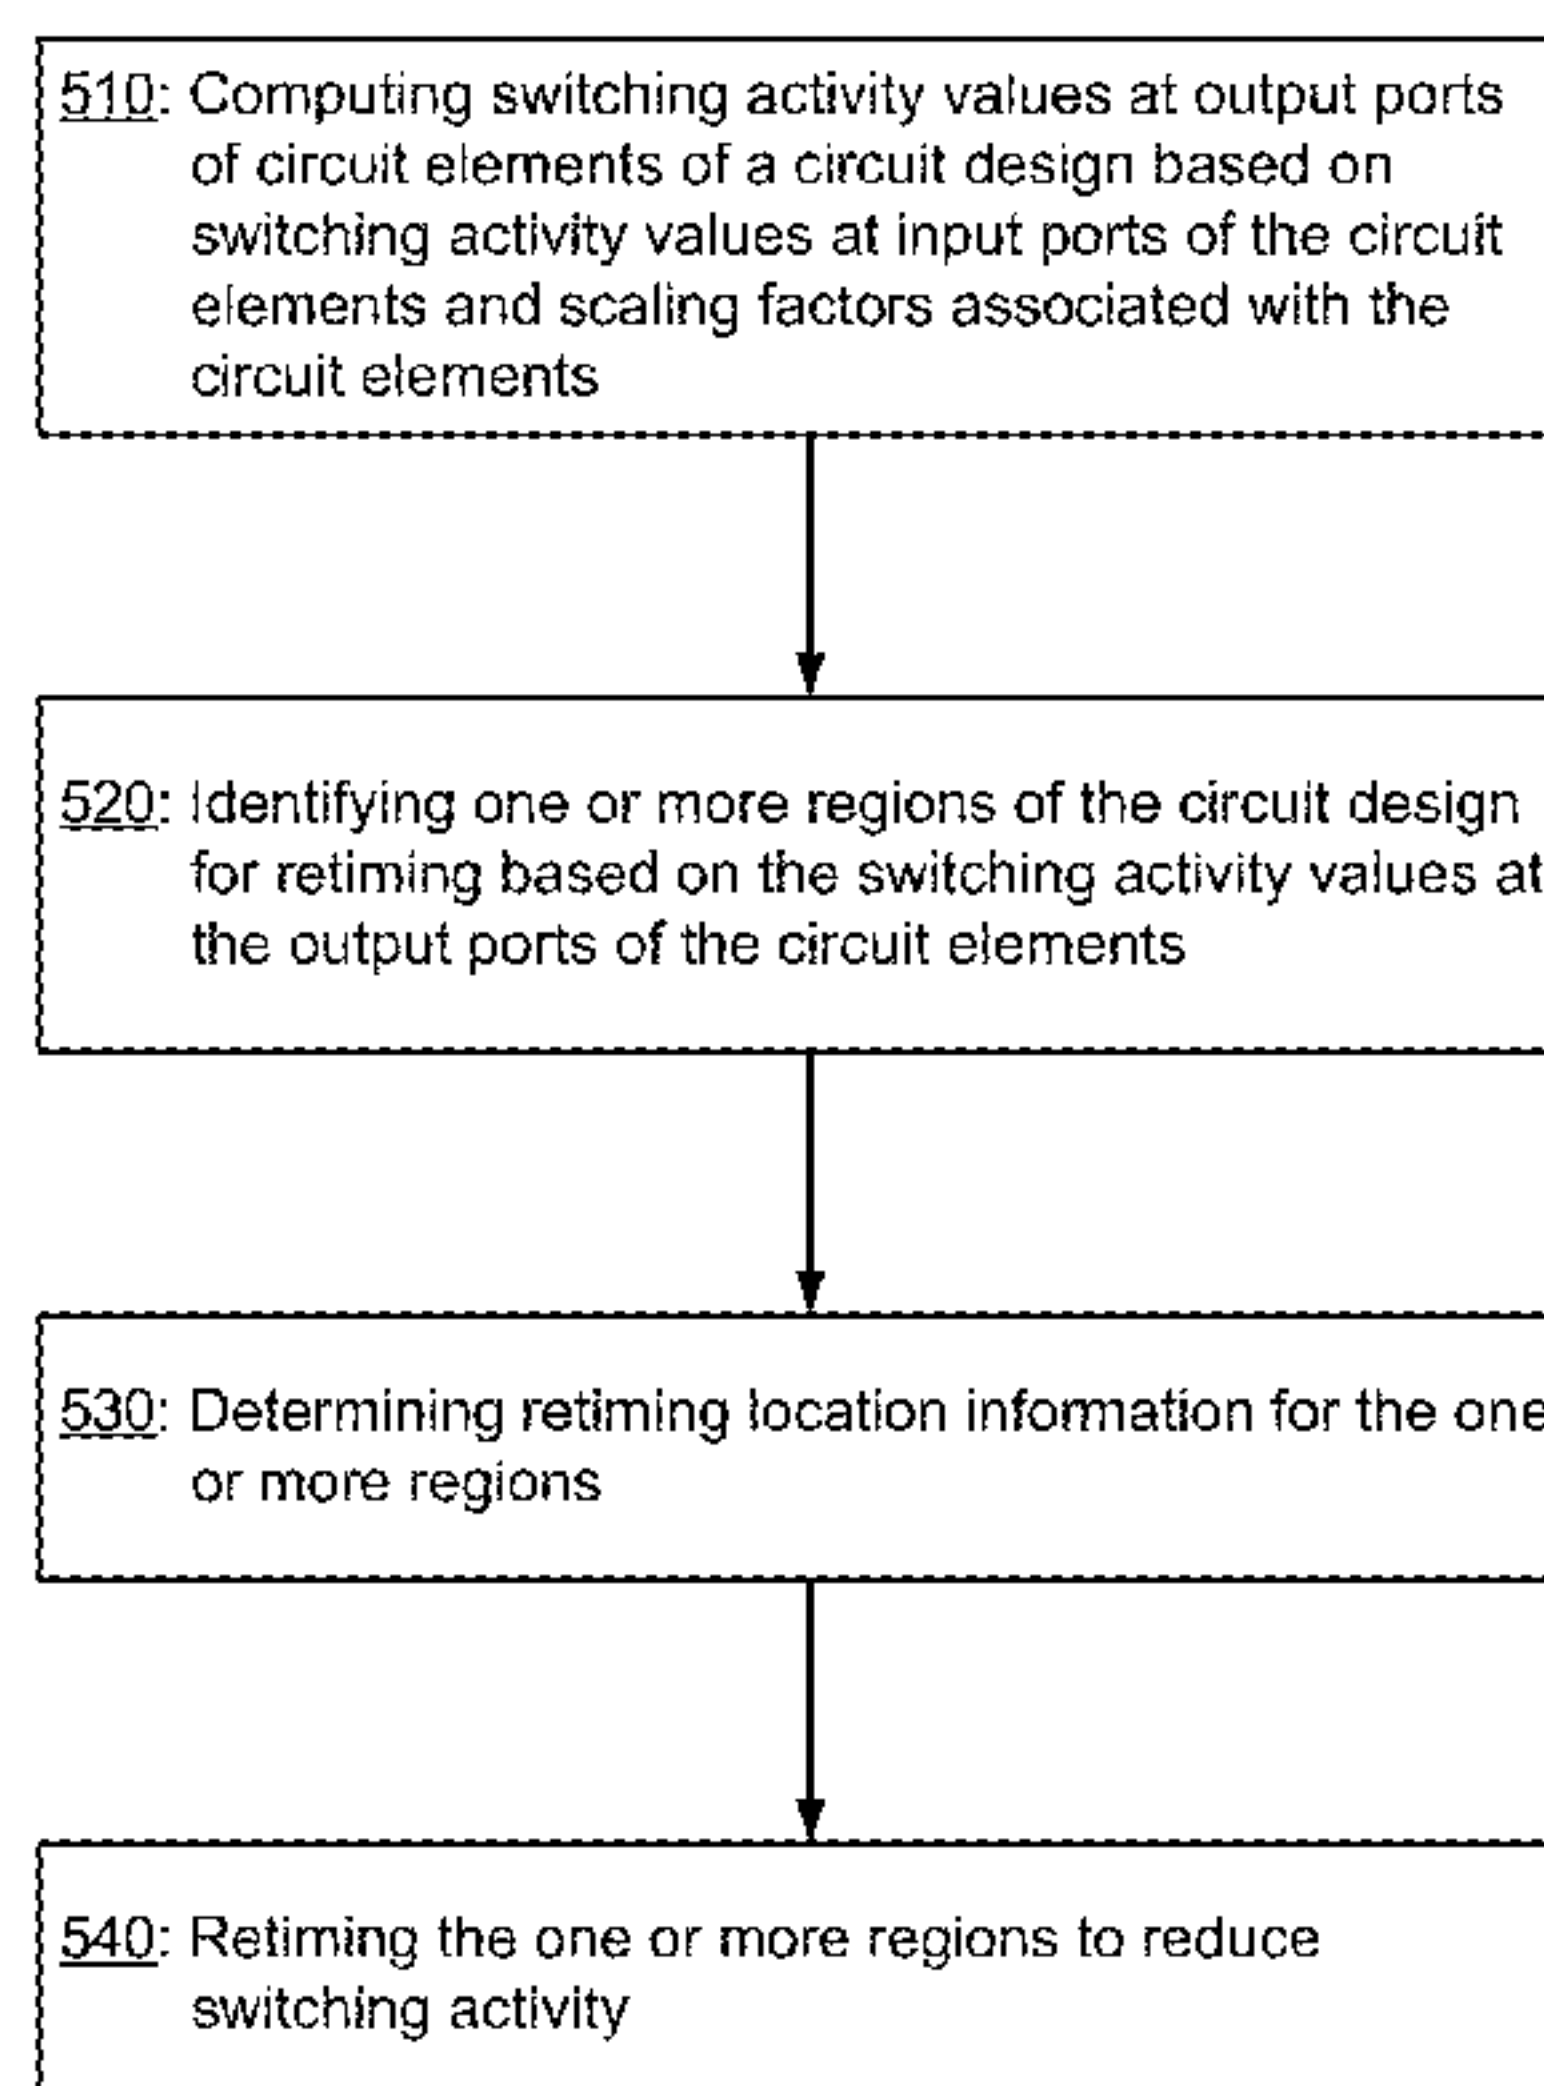 510: Computing switching activity values at output ports
of circuit elements of a circuit design based on
switching activity values at input ports of the circuit
elements and scaling factors associated with the
circuit elements
520: Identifying one or more regions of the circuit design
for retiming based on the switching activity values at
the output ports of the circuit elements
530: Determining retiming location information for the one
or more regions
540: Retiming the one or more regions to reduce
switching activity